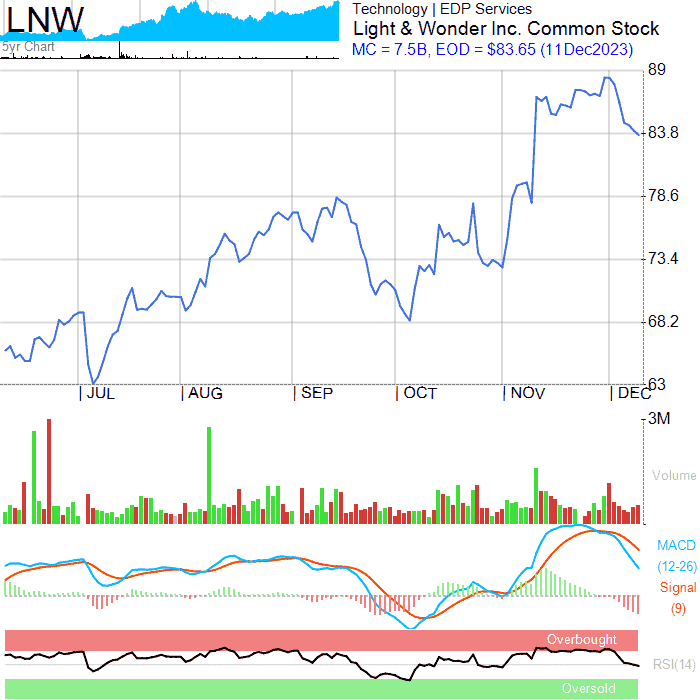 LNW
5yr Chart
Technology | EDP Services
Light & Wonder Inc. Common Stock
MC = 7.5B, EOD = $83.65 (11Dec2023)
89
83.8
78.6
73.4
68.2
63
| JUL | AUG | SEP | OCT | NOV | DEC
3M
Volume
MACD
(12-26)
Signal
(9)
Overbought
RSI(14)
Oversold